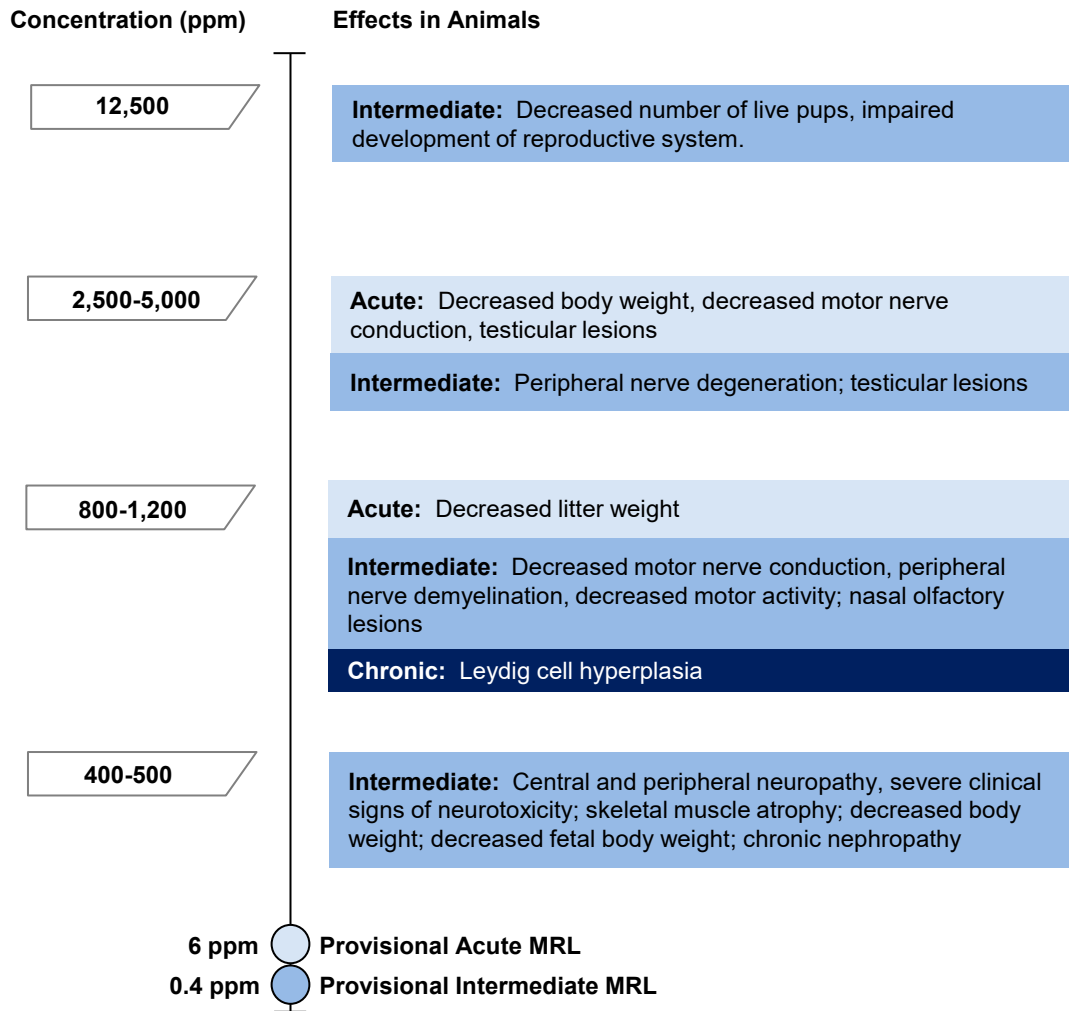 Concentration (ppm) Effects in Animals
12,500
Intermediate: Decreased number of live pups, impaired
development of reproductive system.
2,500-5,000
Acute: Decreased body weight, decreased motor nerve
conduction, testicular lesions
Intermediate: Peripheral nerve degeneration; testicular lesions
800-1,200
Acute: Decreased litter weight
Intermediate: Decreased motor nerve conduction, peripheral
nerve demyelination, decreased motor activity; nasal olfactory
lesions
Chronic: Leydig cell hyperplasia
400-500
Intermediate: Central and peripheral neuropathy, severe clinical
signs of neurotoxicity; skeletal muscle atrophy; decreased body
weight; decreased fetal body weight; chronic nephropathy
6 ppm Provisional Acute MRL
0.4 ppm Provisional Intermediate MRL